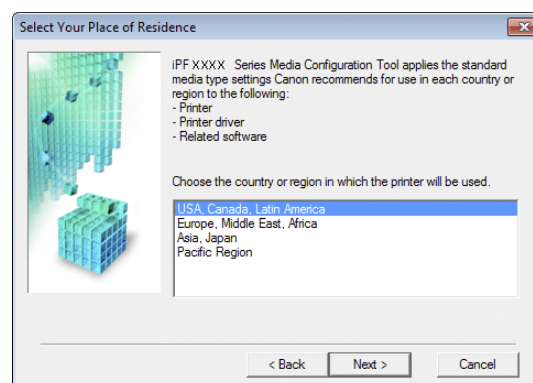 Select Your Place of Residence
iPF XXXX Series Media Configuration Tool applies the standard
media type settings Canon recommends for use in each country or
region to the following:
- Printer
- Printer driver
- Related software
Choose the country or region in which the printer will be used.
USA, Canada, Latin America
Europe, Middle East, Africa
Asia, Japan
Pacific Region
< Back
Next >
Cancel